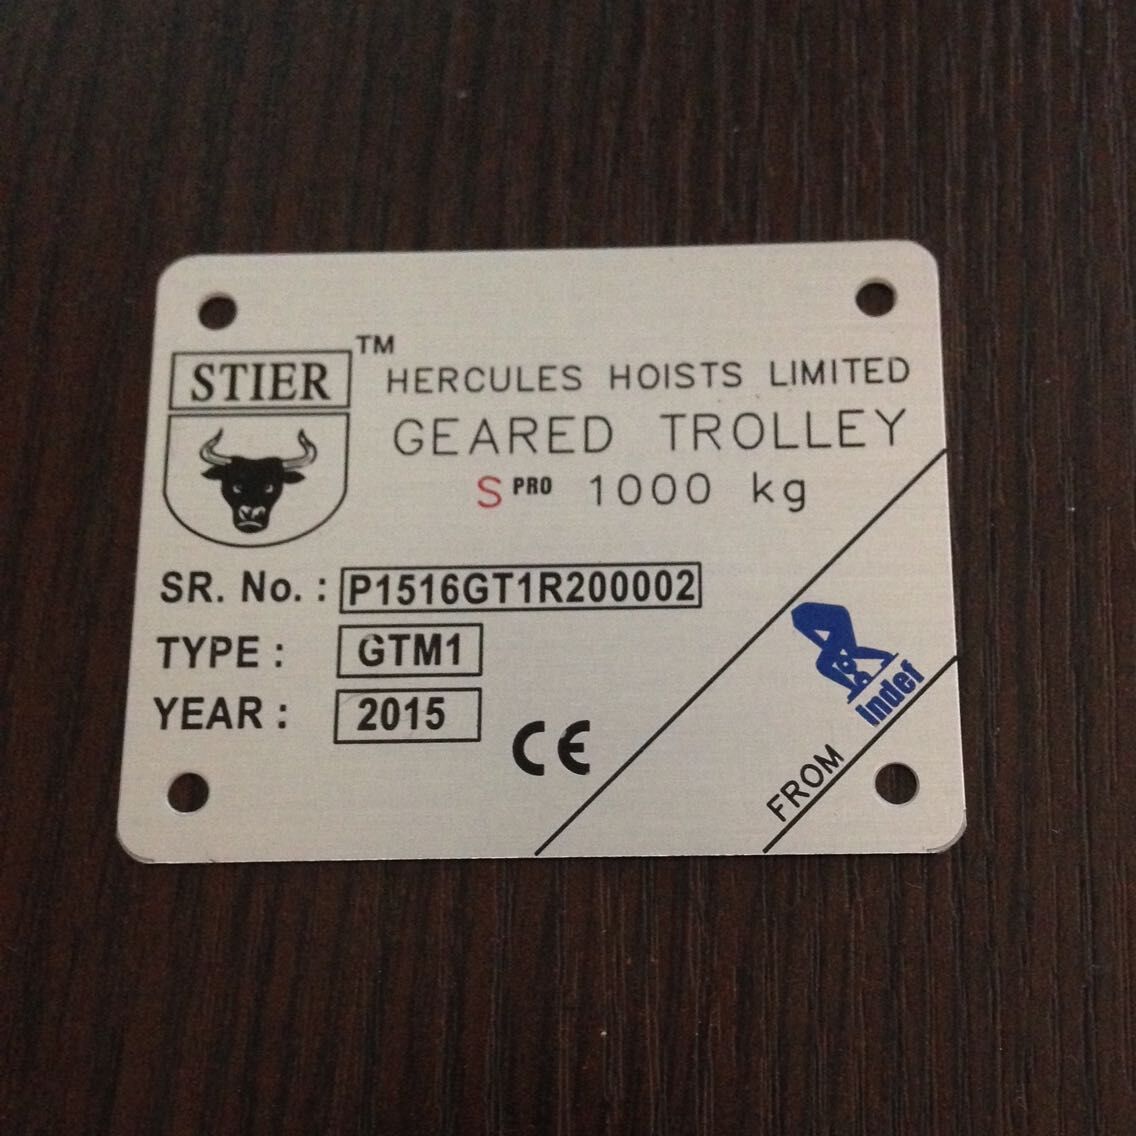 STIER
TM
HERCULES HOISTS LIMITED
GEARED TROLLEY
S PRO 1000 kg
SR. No. : P1516GT1R200002
TYPE : GTM1
YEAR : 2015
CE
FROM
Indef